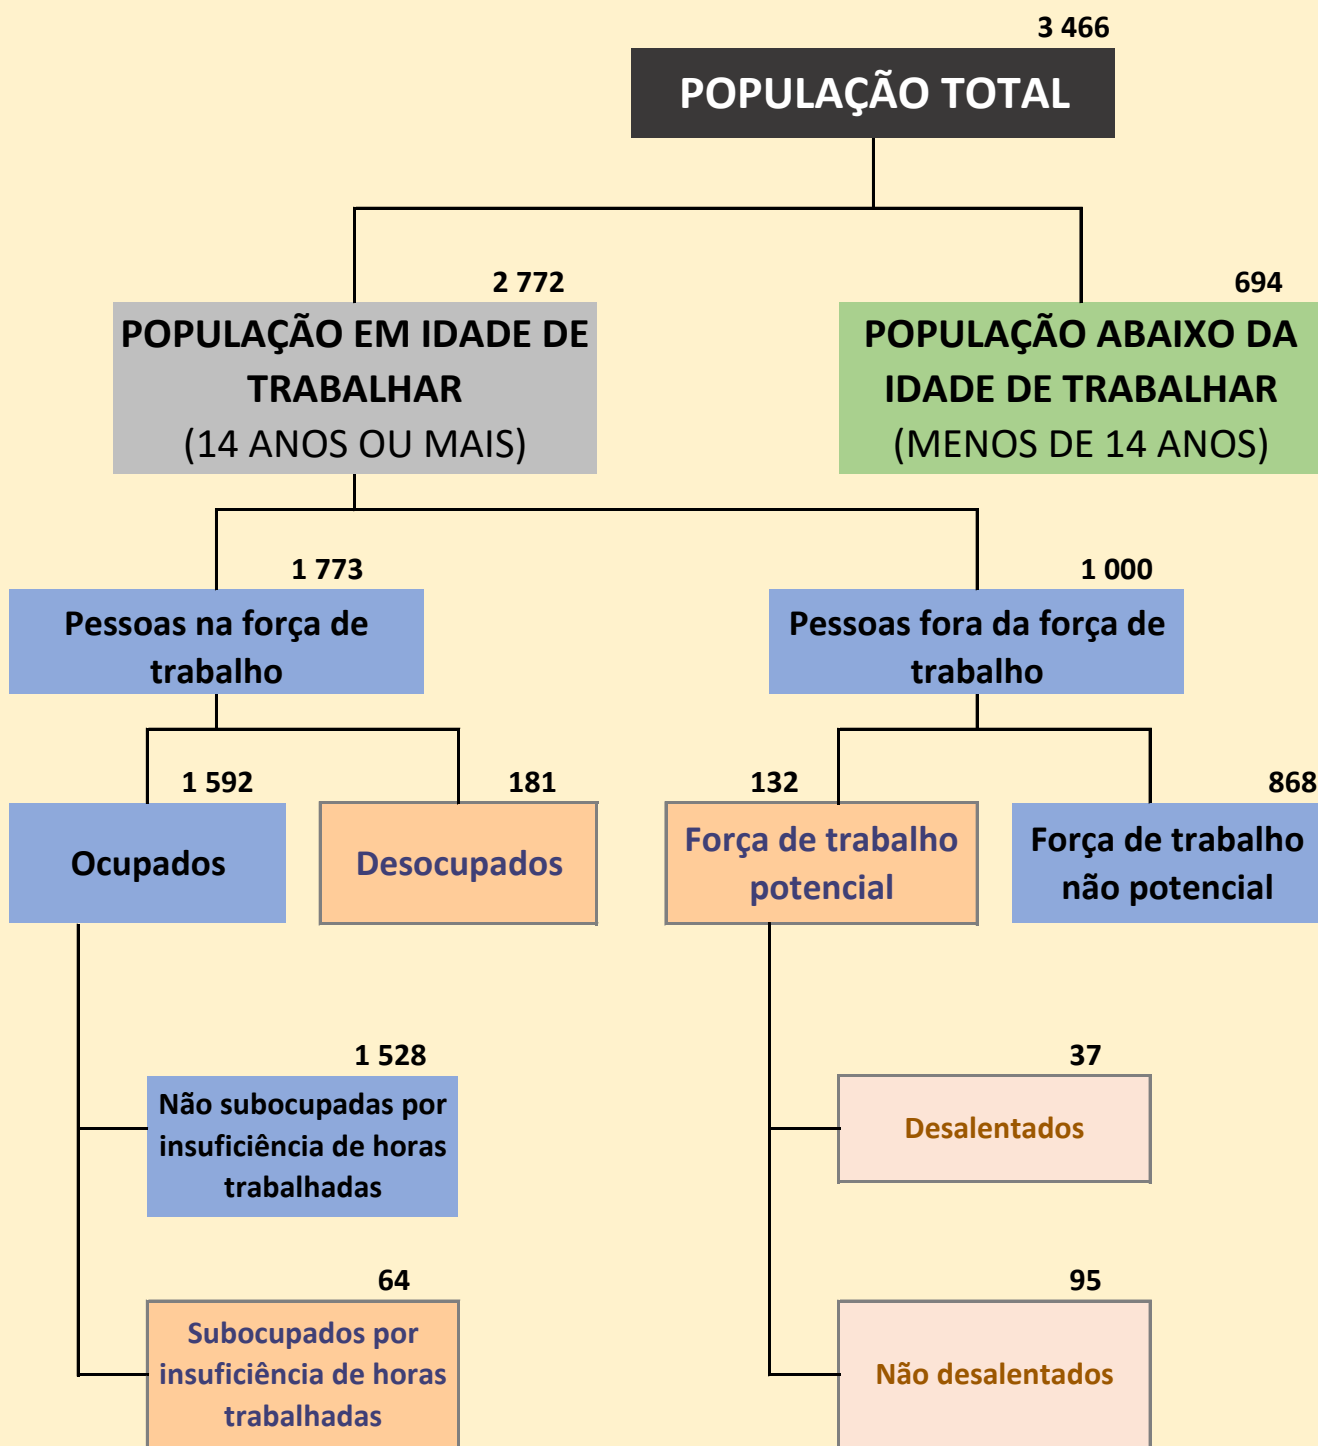 3 466
POPULAÇÃO TOTAL
2 772
POPULAÇÃO EM IDADE DE
TRABALHAR
(14 ANOS OU MAIS)
694
POPULAÇÃO ABAIXO DA
IDADE DE TRABALHAR
(MENOS DE 14 ANOS)
1 773
Pessoas na força de
trabalho
1 000
Pessoas fora da força de
trabalho
1 592
Ocupados
181
Desocupados
132
Força de trabalho
potencial
868
Força de trabalho
não potencial
1 528
Não subocupadas por
insuficiência de horas
trabalhadas
37
Desalentados
64
Subocupados por
insuficiência de horas
trabalhadas
95
Não desalentados